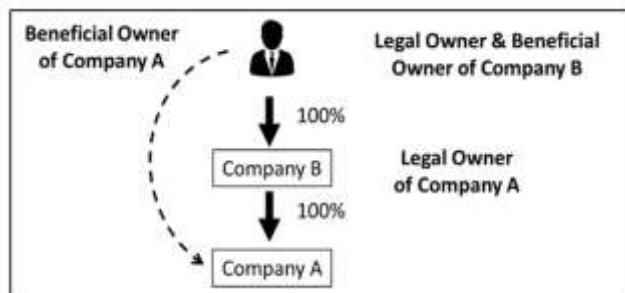 Beneficial Owner
of Company A
Legal Owner & Beneficial
Owner of Company B
100%
Company B
Legal Owner
of Company A
100%
Company A